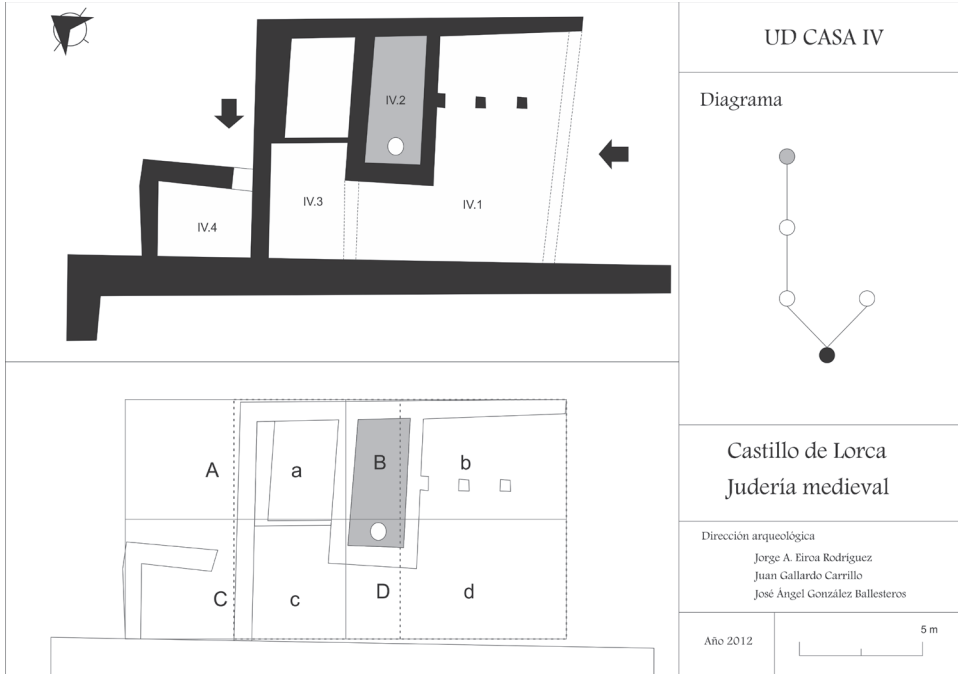 IV.2
IV.3
IV.1
IV.4
A
a
B
b
C
c
D
d
UD CASA IV
Diagrama
Castillo de Lorca
Judería medieval
Dirección arqueológica
Jorge A. Eiroa Rodríguez
Juan Gallardo Carrillo
José Ángel González Ballesteros
Año 2012
5 m